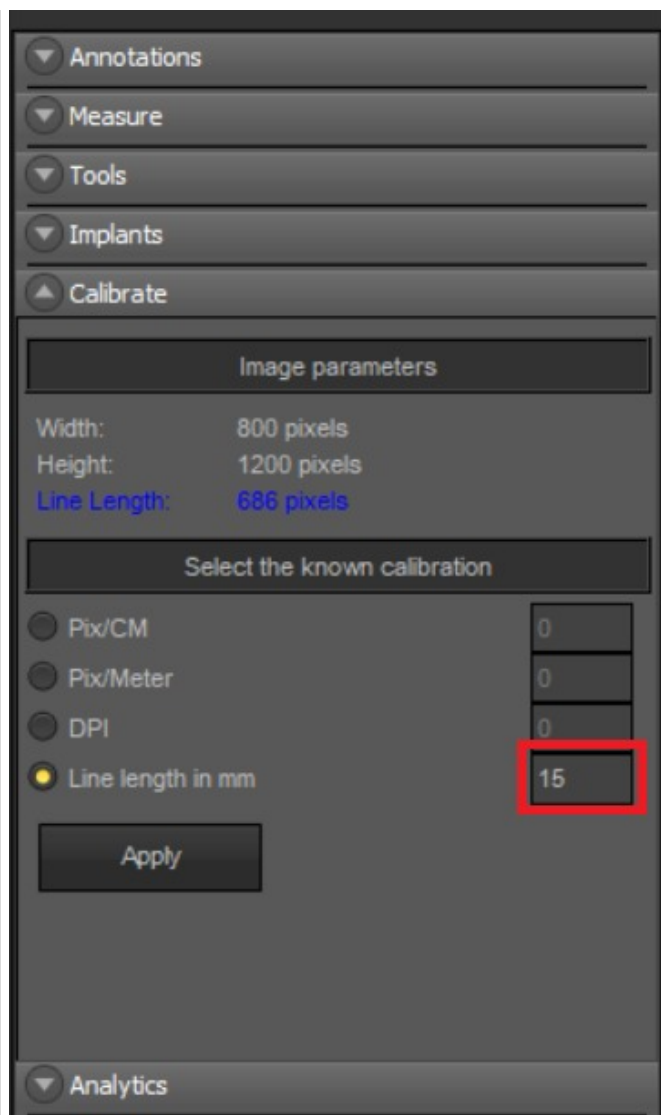 Annotations
Measure
Tools
Implants
Calibrate
Image parameters
Width: 800 pixels
Height: 1200 pixels
Line Length: 686 pixels
Select the known calibration
Pix/CM 0
Pix/Meter 0
DPI 0
Line length in mm 15
Apply
Analytics